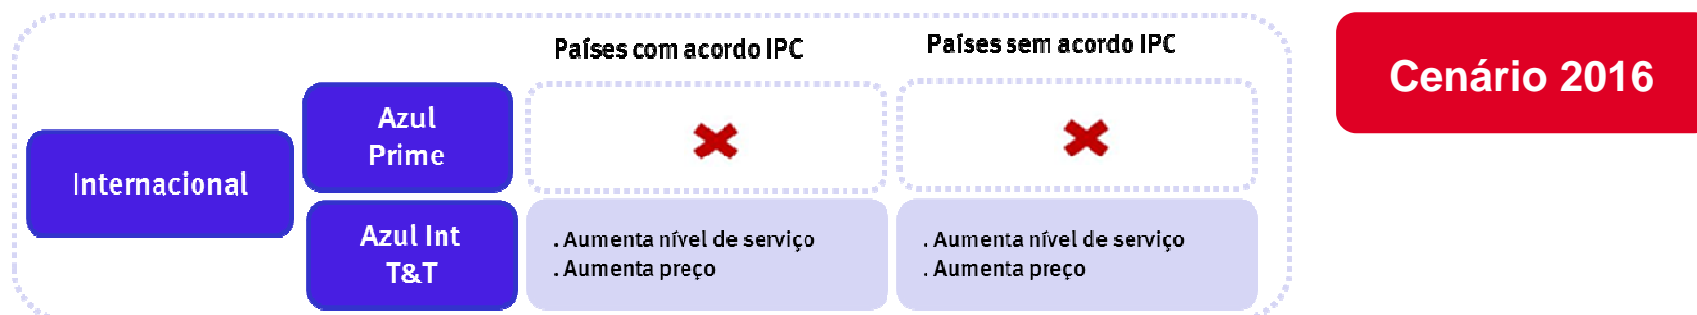 Países com acordo IPC
Países sem acordo IPC
Cenário 2016
Azul
Prime
Internacional
Azul Int
T&T
. Aumenta nível de serviço
. Aumenta preço
. Aumenta nível de serviço
. Aumenta preço